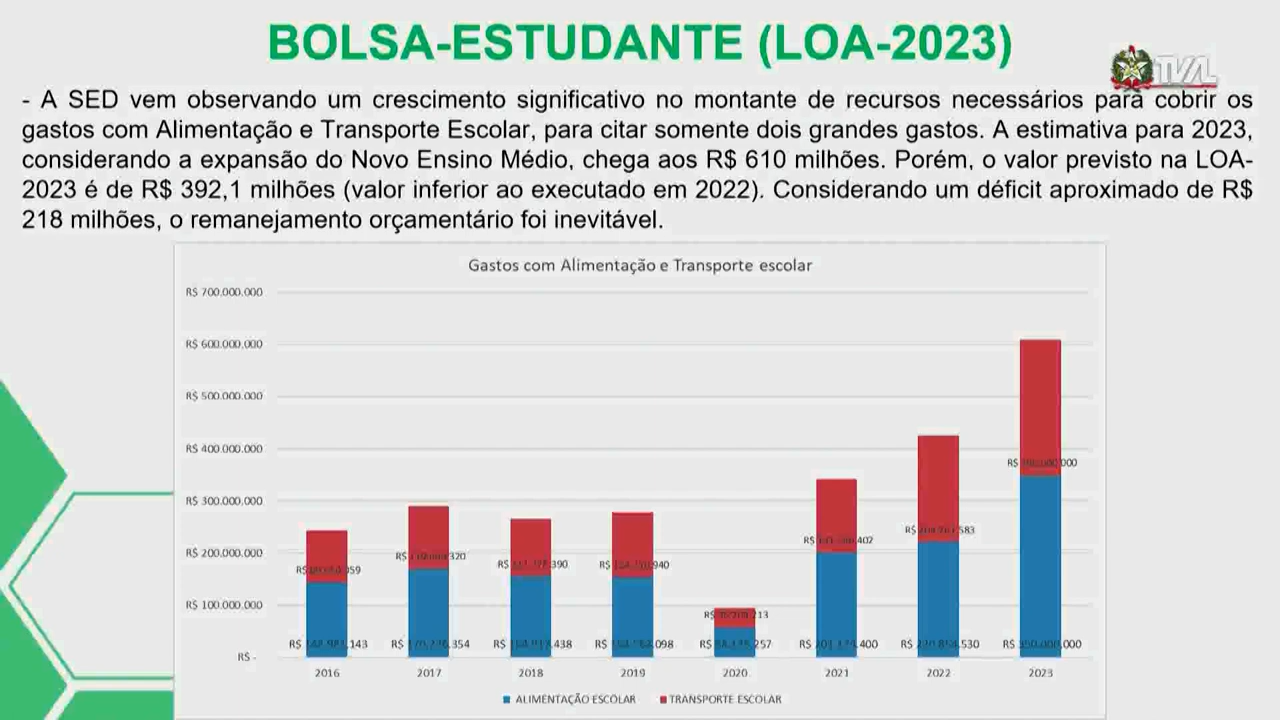 BOLSA-ESTUDANTE (LOA-2023)
TVAL
- A SED vem observando um crescimento significativo no montante de recursos necessários para cobrir os
gastos com Alimentação e Transporte Escolar, para citar somente dois grandes gastos. A estimativa para 2023,
considerando a expansão do Novo Ensino Médio, chega aos R$ 610 milhões. Porém, o valor previsto na LOA-
2023 é de R$ 392,1 milhões (valor inferior ao executado em 2022). Considerando um déficit aproximado de R$
218 milhões, o remanejamento orçamentário foi inevitável.
Gastos com Alimentação e Transporte escolar
R$ 700.000.000
R$ 600.000.000
R$ 500.000.000
R$ 400.000.000
R$ 300.000.000
R$ 200.000.000
R$ 100.000.000
R$ -
R$ 350.000.000
2016 2017 2018 2019 2020 2021 2022 2023
ALIMENTAÇÃO ESCOLAR TRANSPORTE ESCOLAR